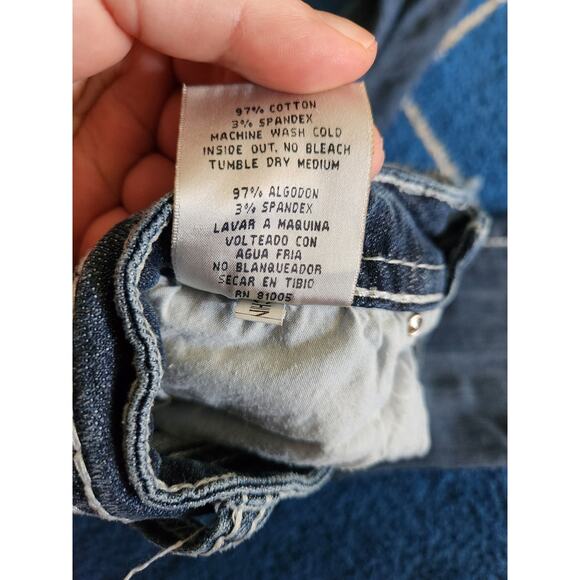 97% COTTON
3% SPANDEX
MACHINE WASH COLD
INSIDE OUT, NO BLEACH
TUMBLE DRY MEDIUM
97% ALGODON
3% SPANDEX
LAVAR A MAQUINA
VOLTEADO CON
AGUA FRIA
NO BLANQUEADOR
SECAR EN TIBIO
RN 81005